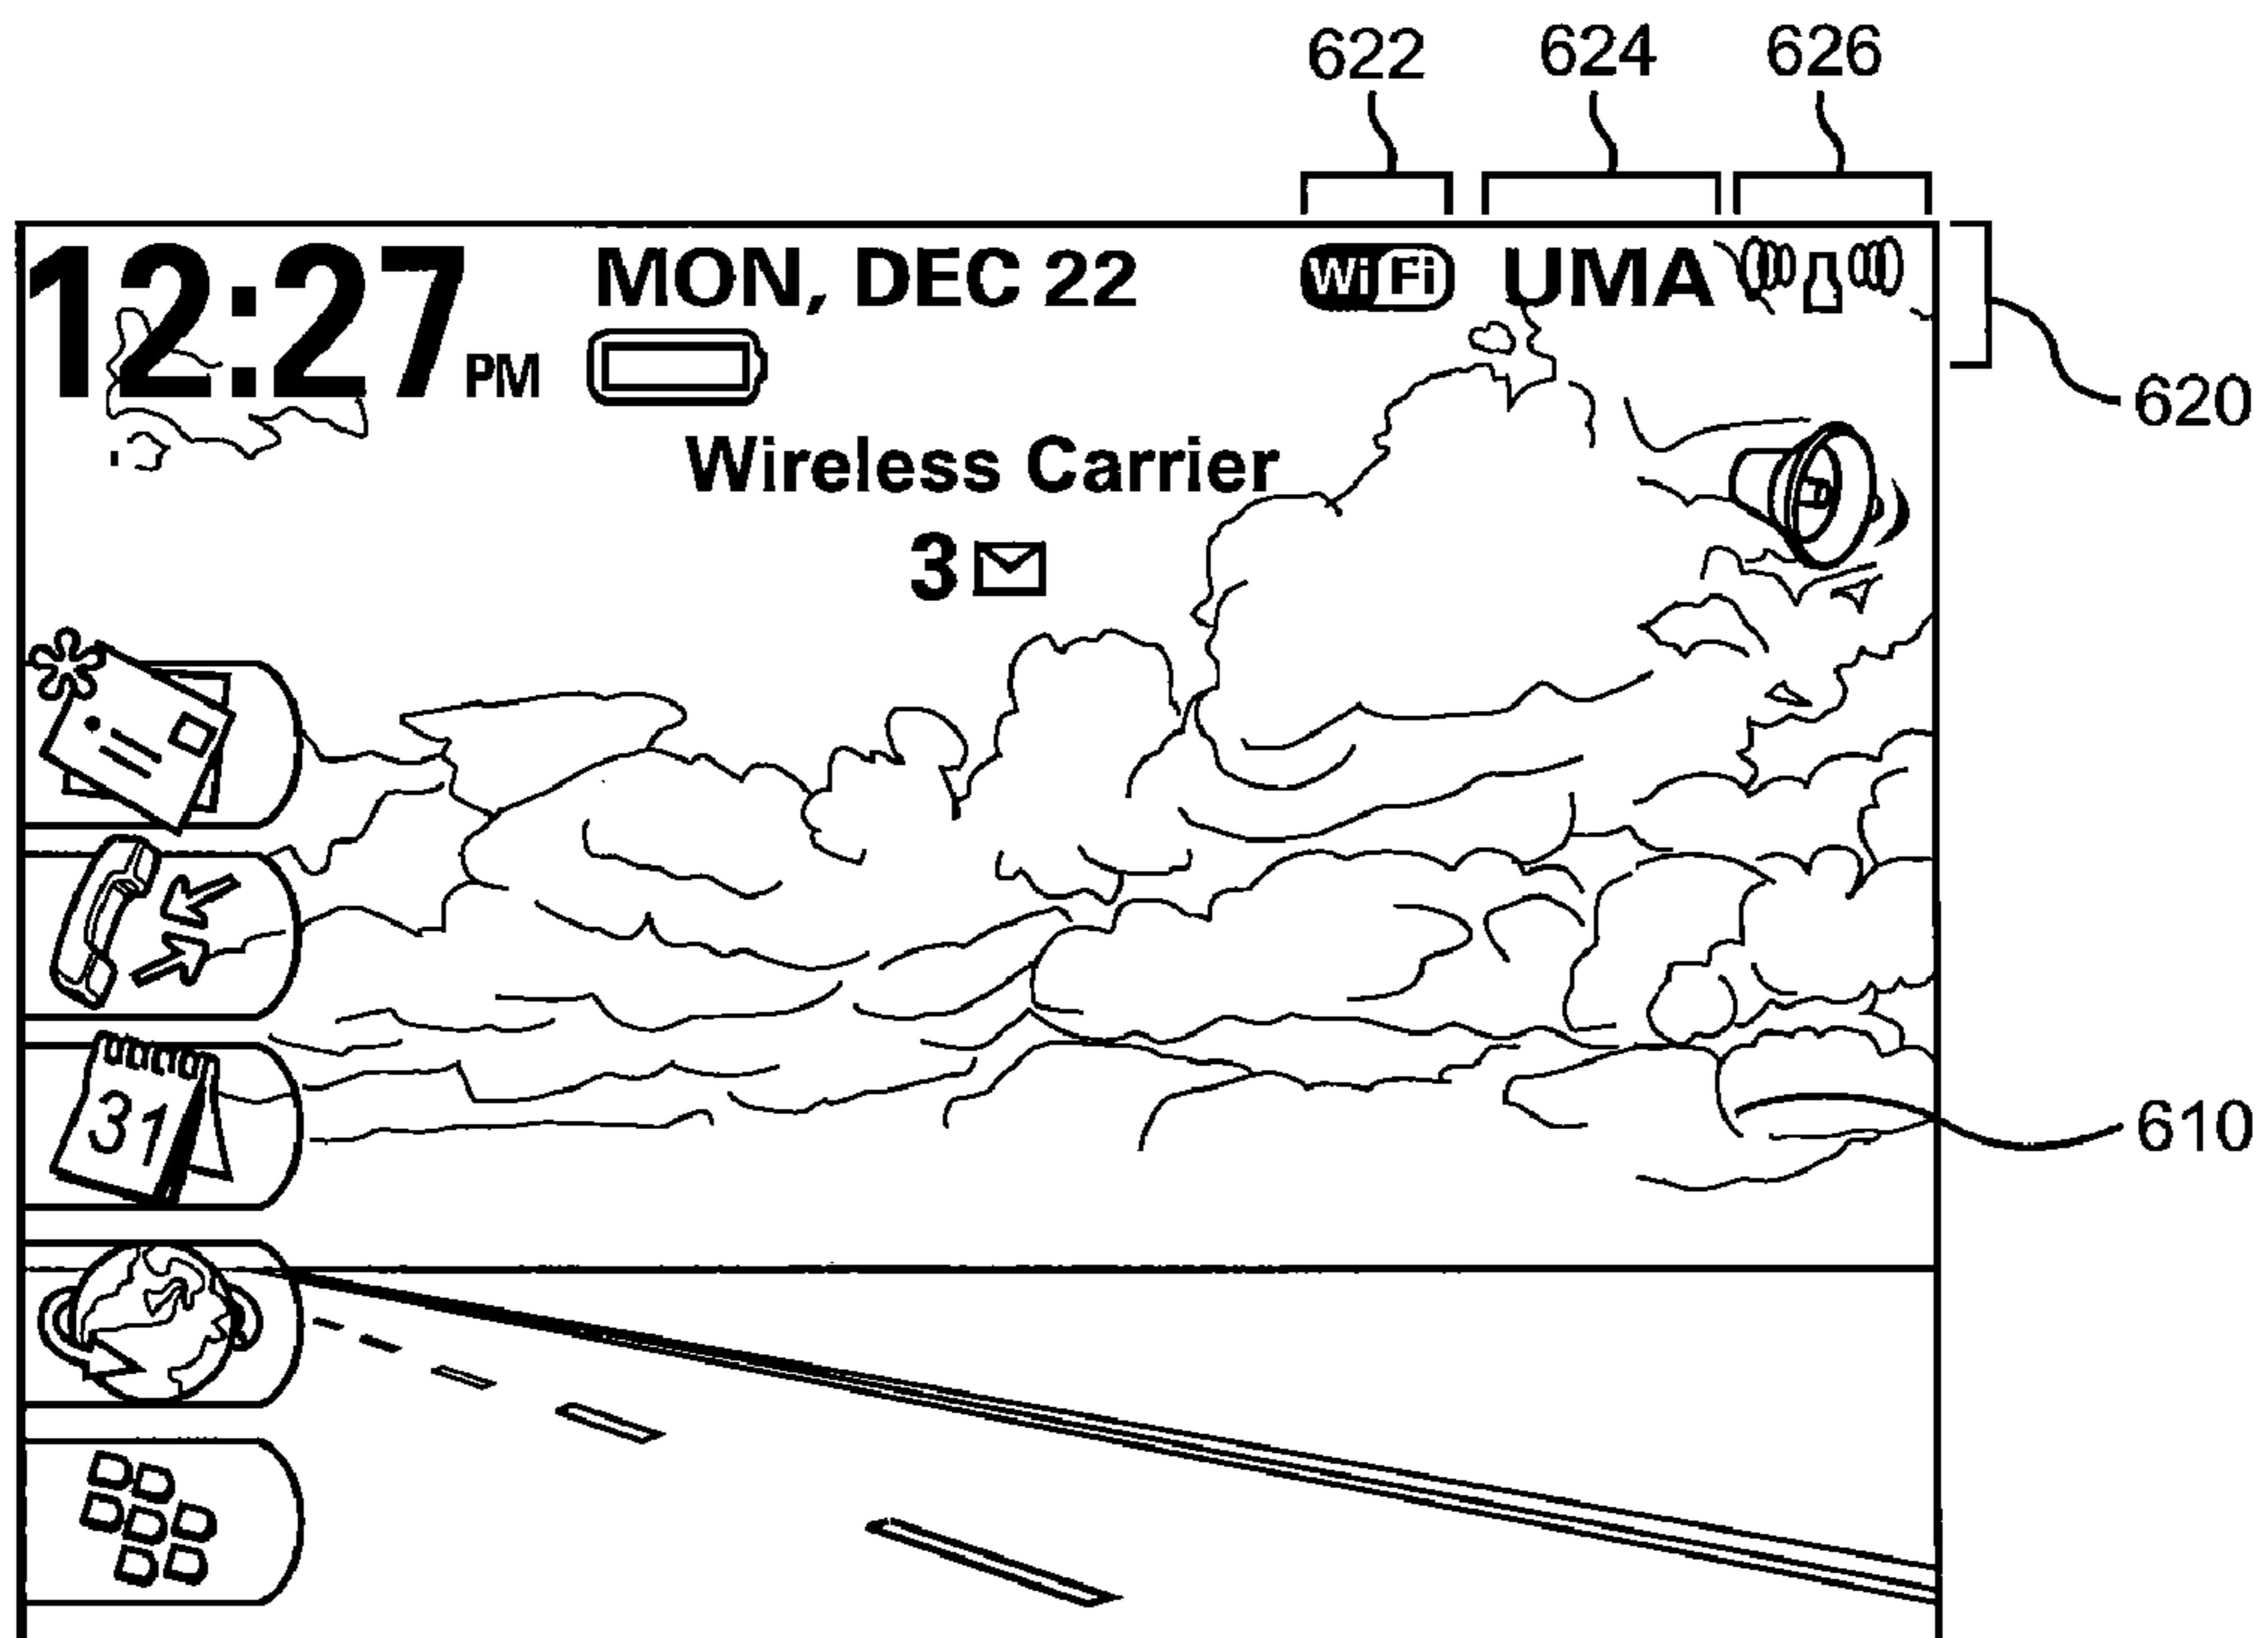 622 624 626
12:27 PM MON, DEC 22 WiFi UMA
620
Wireless Carrier
3
31
610